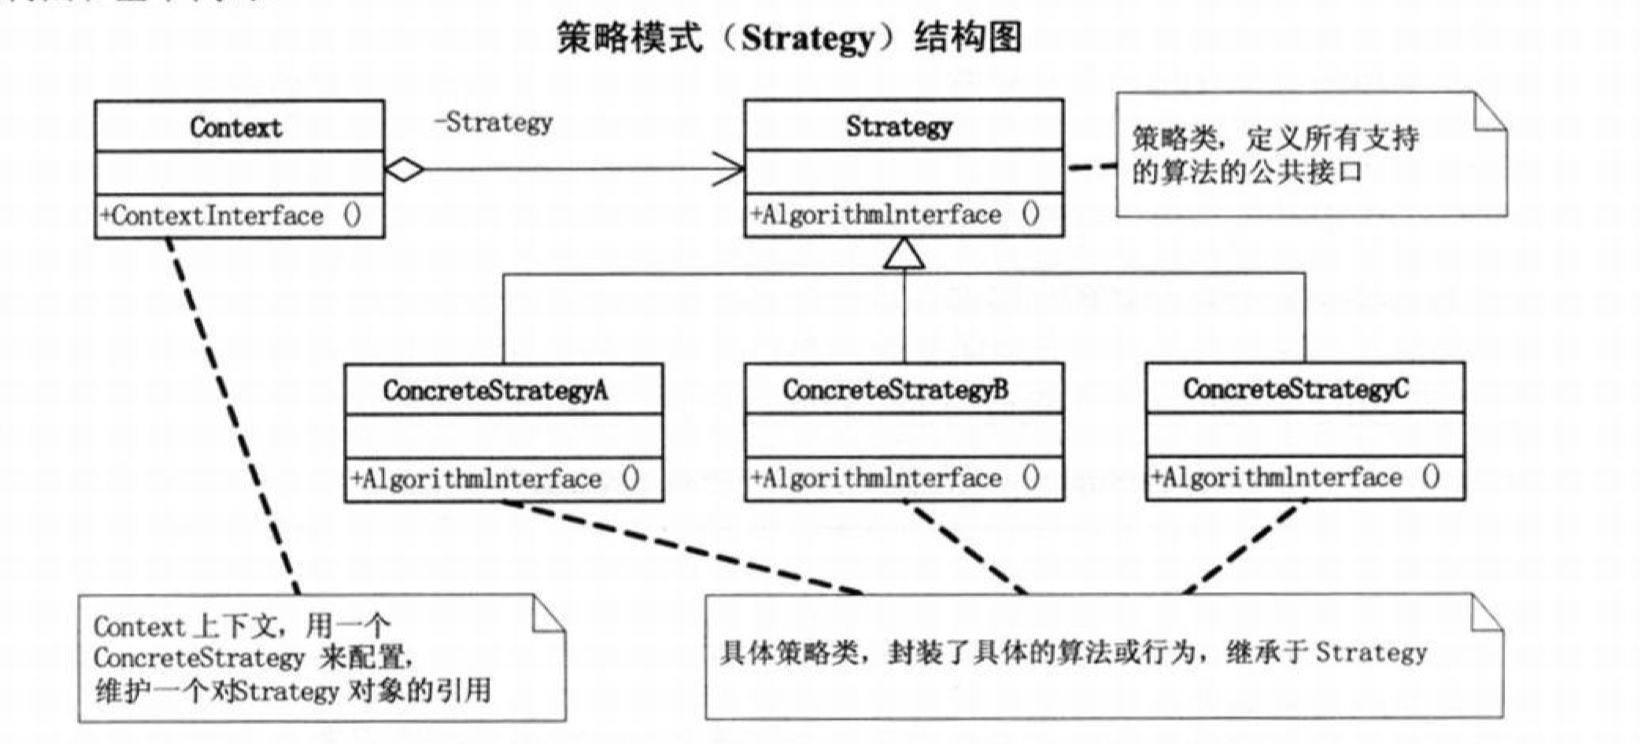 策略模式（Strategy）结构图
Context
-Strategy
Strategy
策略类，定义所有支持
的算法的公共接口
+ContextInterface ()
+AlgorithmlInterface ()
ConcreteStrategyA
ConcreteStrategyB
ConcreteStrategyC
+AlgorithmlInterface ()
+AlgorithmlInterface ()
+AlgorithmlInterface ()
Context 上下文，用一个
ConcreteStrategy 来配置，
维护一个对Strategy 对象的引用
具体策略类，封装了具体的算法或行为，继承于 Strategy